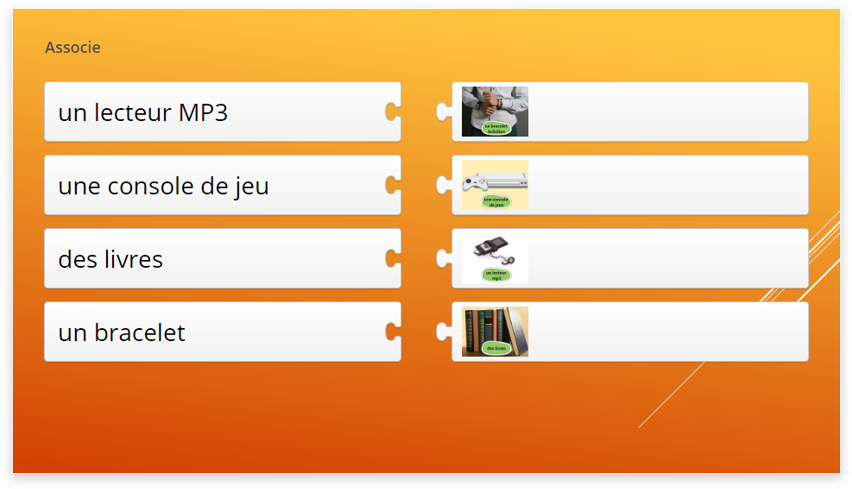 Associe
un lecteur MP3
un bracelet
brésilien
une console de jeu
une console
de jeux
des livres
un lecteur
mp3
un bracelet
des livres